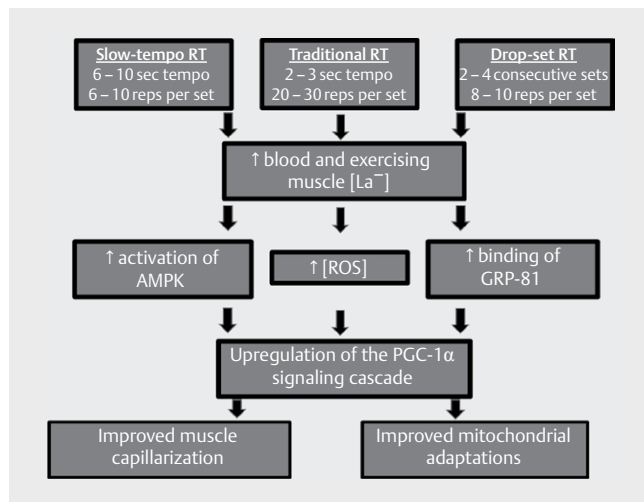 Slow-tempo RT
6 – 10 sec tempo
6 – 10 reps per set
Traditional RT
2 – 3 sec tempo
20 – 30 reps per set
Drop-set RT
2 – 4 consecutive sets
8 – 10 reps per set
↑ blood and exercising
muscle [La⁻]
↑ activation of
AMPK
↑ [ROS]
↑ binding of
GRP-81
Upregulation of the PGC-1α
signaling cascade
Improved muscle
capillarization
Improved mitochondrial
adaptations